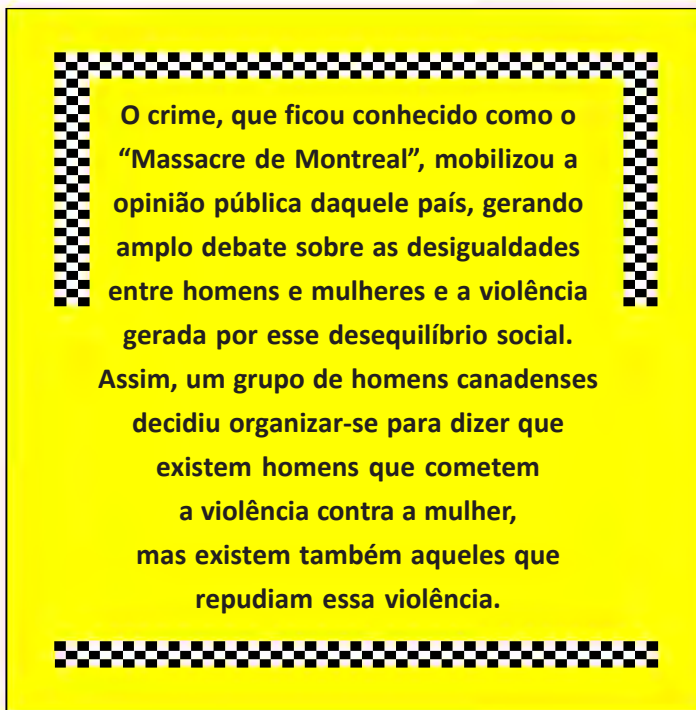 O crime, que ficou conhecido como o
“Massacre de Montreal”, mobilizou a
opinião pública daquele país, gerando
amplo debate sobre as desigualdades
entre homens e mulheres e a violência
gerada por esse desequilíbrio social.
Assim, um grupo de homens canadenses
decidiu organizar-se para dizer que
existem homens que cometem
a violência contra a mulher,
mas existem também aqueles que
repudiam essa violência.